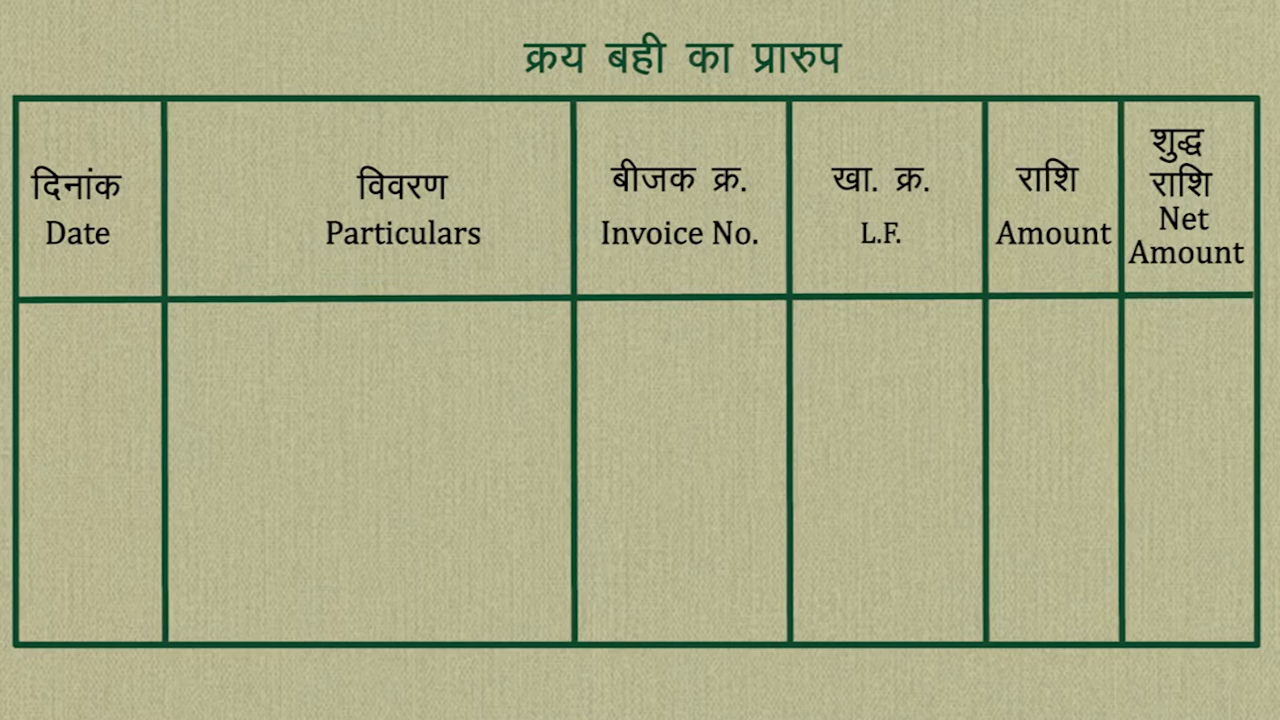 क्रय बही का प्रारुप
दिनांक
Date
विवरण
Particulars
बीजक क्र.
Invoice No.
खा. क्र.
L.F.
राशि
Amount
शुद्ध
राशि
Net
Amount